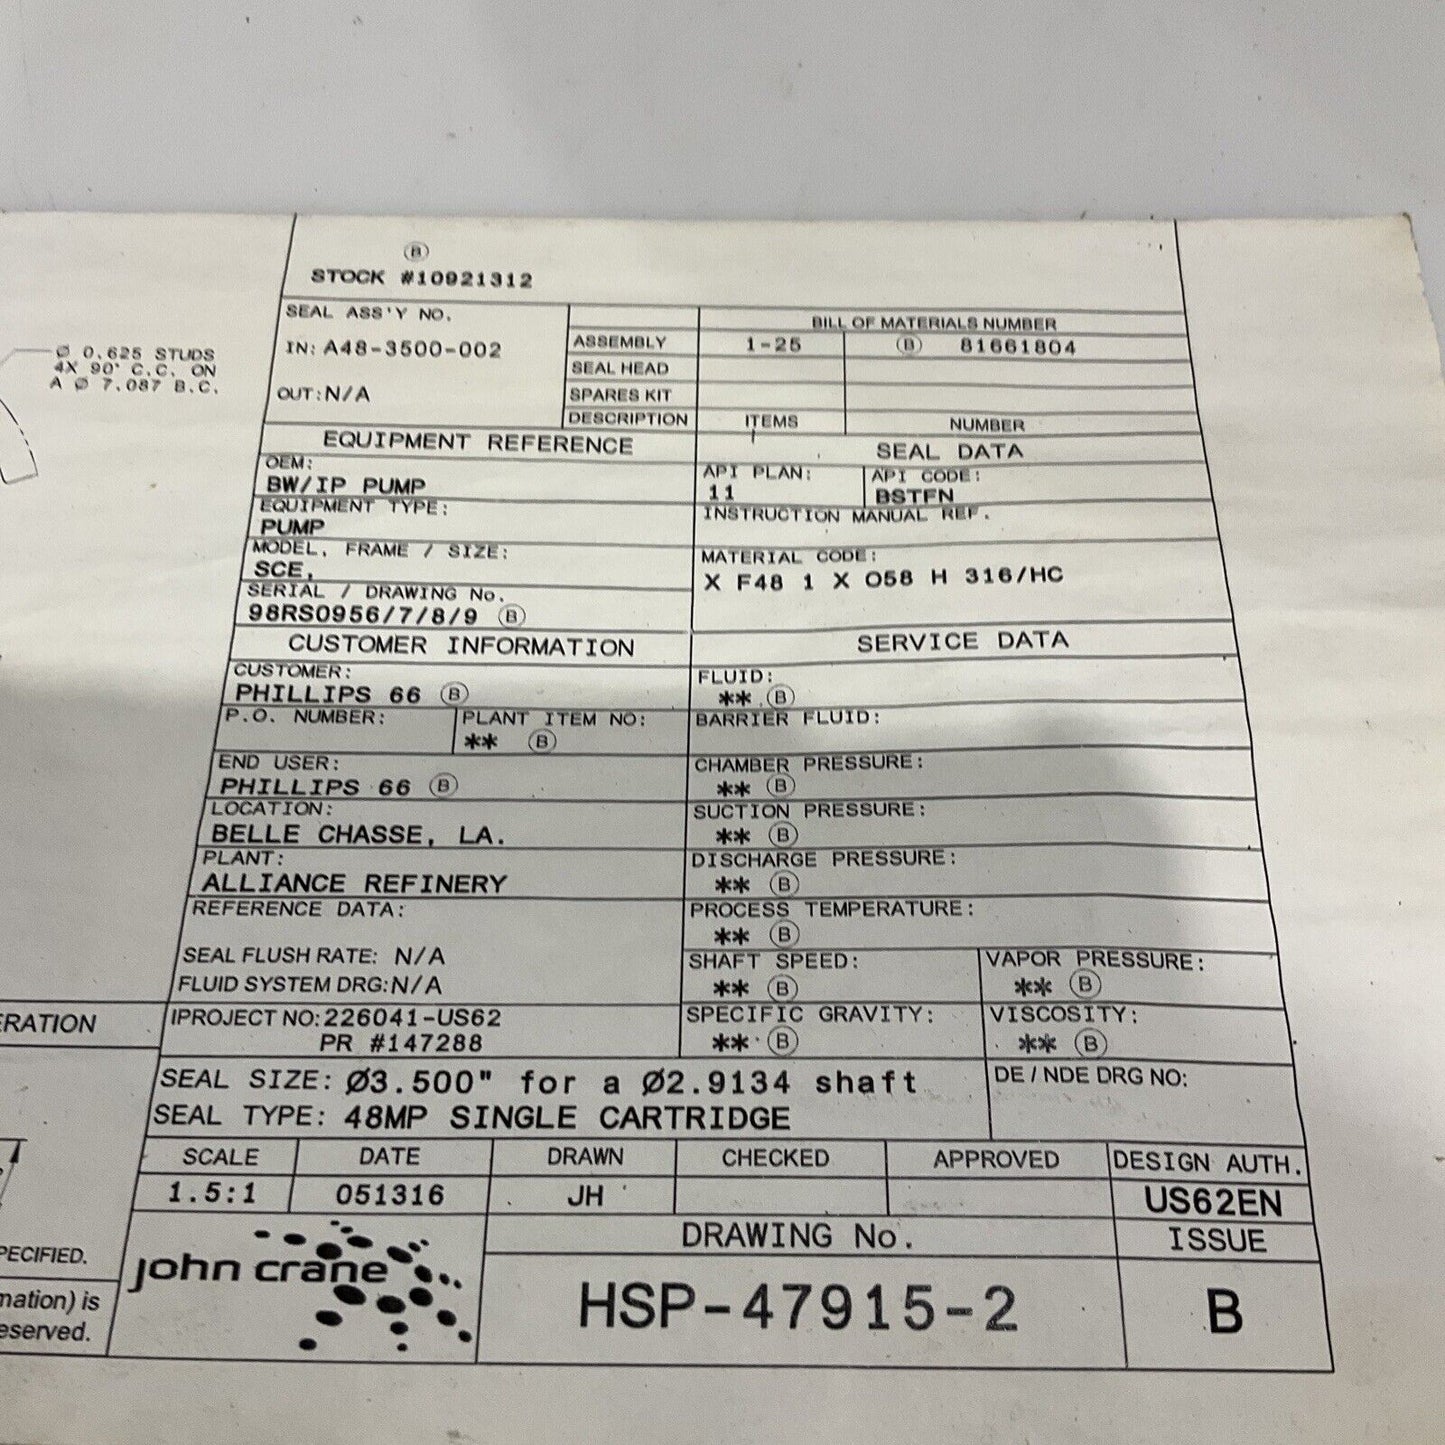 Ø 0.625 STUDS
4X 90° C.C. ON
A Ø 7.087 B.C.
B
STOCK #10921312
SEAL ASS'Y NO.
IN: A48-3500-002
OUT: N/A
BILL OF MATERIALS NUMBER
ASSEMBLY 1-25 B 81661804
SEAL HEAD
SPARES KIT
DESCRIPTION ITEMS NUMBER
EQUIPMENT REFERENCE
OEM:
BW/IP PUMP
EQUIPMENT TYPE:
PUMP
MODEL, FRAME / SIZE:
SCE,
SERIAL / DRAWING No.
98RS0956/7/8/9 B
SEAL DATA
API PLAN: API CODE:
11 BSTFN
INSTRUCTION MANUAL REF.
MATERIAL CODE:
X F48 1 X O58 H 316/HC
CUSTOMER INFORMATION
CUSTOMER:
PHILLIPS 66 B
P.O. NUMBER: PLANT ITEM NO:
** B
END USER:
PHILLIPS 66 B
LOCATION:
BELLE CHASSE, LA.
PLANT:
ALLIANCE REFINERY
REFERENCE DATA:
SEAL FLUSH RATE: N/A
FLUID SYSTEM DRG: N/A
IPROJECT NO: 226041-US62
PR #147288
SERVICE DATA
FLUID:
** B
BARRIER FLUID:
CHAMBER PRESSURE:
** B
SUCTION PRESSURE:
** B
DISCHARGE PRESSURE:
** B
PROCESS TEMPERATURE:
** B
SHAFT SPEED: VAPOR PRESSURE:
** B ** B
SPECIFIC GRAVITY: VISCOSITY:
** B ** B
SEAL SIZE: Ø3.500" for a Ø2.9134 shaft
SEAL TYPE: 48MP SINGLE CARTRIDGE
DE / NDE DRG NO:
SCALE DATE DRAWN CHECKED APPROVED DESIGN AUTH.
1.5:1 051316 JH US62EN
john crane
DRAWING No. ISSUE
HSP-47915-2 B
ERATION
PECIFIED.
mation) is
eserved.